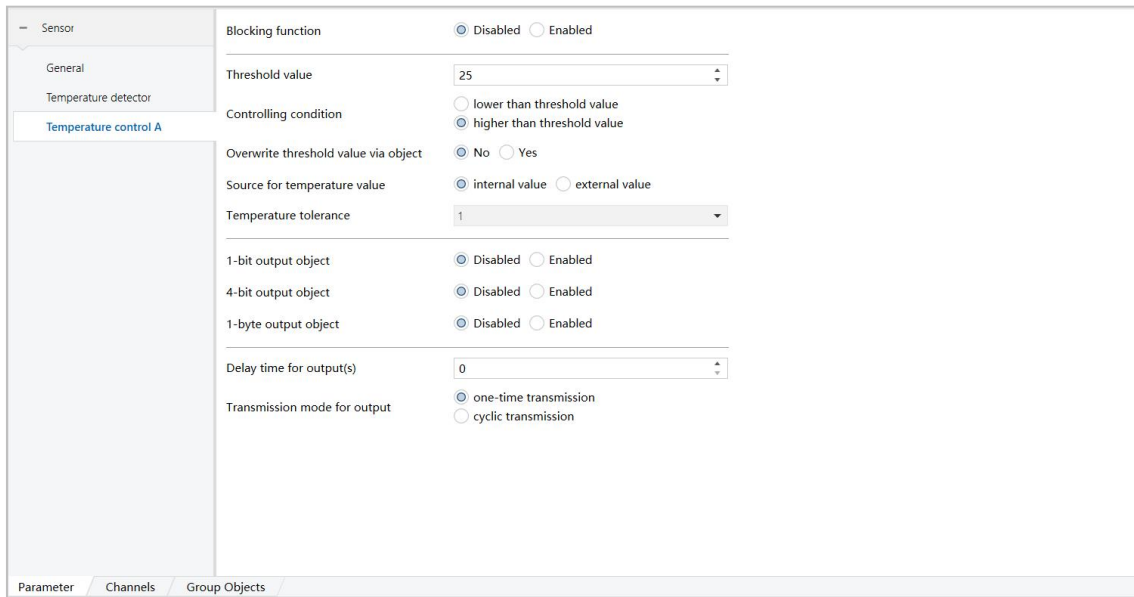 Sensor
General
Temperature detector
Temperature control A
Blocking function Disabled Enabled
Threshold value 25
Controlling condition lower than threshold value
higher than threshold value
Overwrite threshold value via object No Yes
Source for temperature value internal value external value
Temperature tolerance 1
1-bit output object Disabled Enabled
4-bit output object Disabled Enabled
1-byte output object Disabled Enabled
Delay time for output(s) 0
Transmission mode for output one-time transmission
cyclic transmission
Parameter Channels Group Objects